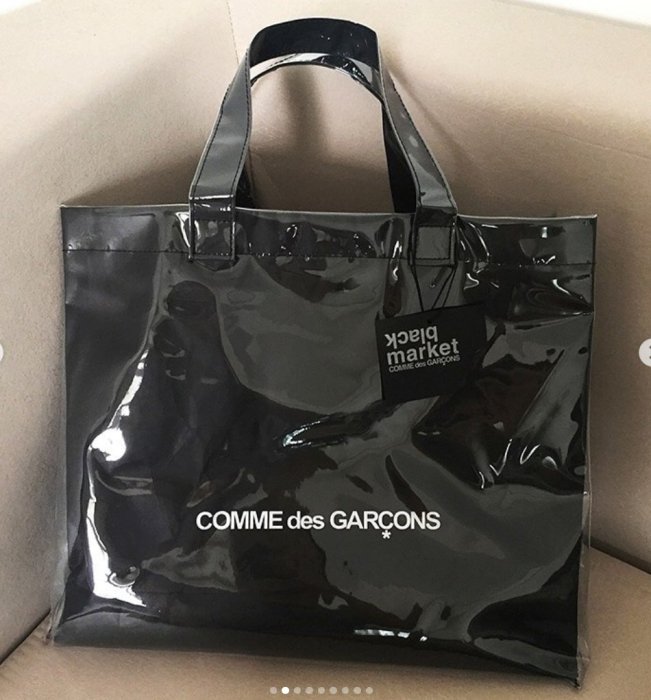 black
market
COMME des GARÇONS
COMME des GARÇONS
*